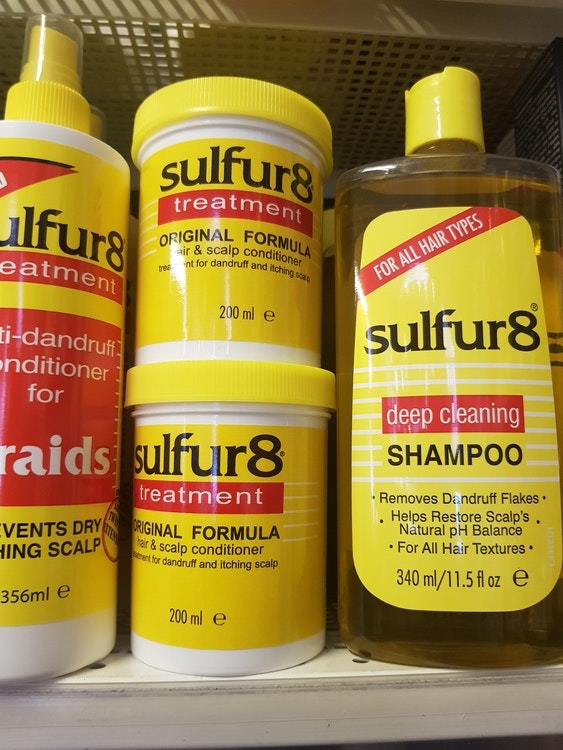 ulfur8
eatment
ti-dandruff
onditioner
for
raids
EVENTS DRY
HING SCALP
356ml e
sulfur8
treatment
ORIGINAL FORMULA
hair & scalp conditioner
treatment for dandruff and itching scalp
200 ml e
sulfur8®
treatment
ORIGINAL FORMULA
hair & scalp conditioner
treatment for dandruff and itching scalp
200 ml e
FOR ALL HAIR TYPES
sulfur8®
deep cleaning
SHAMPOO
• Removes Dandruff Flakes •
• Helps Restore Scalp's •
Natural pH Balance
• For All Hair Textures •
340 ml/11.5 fl oz e